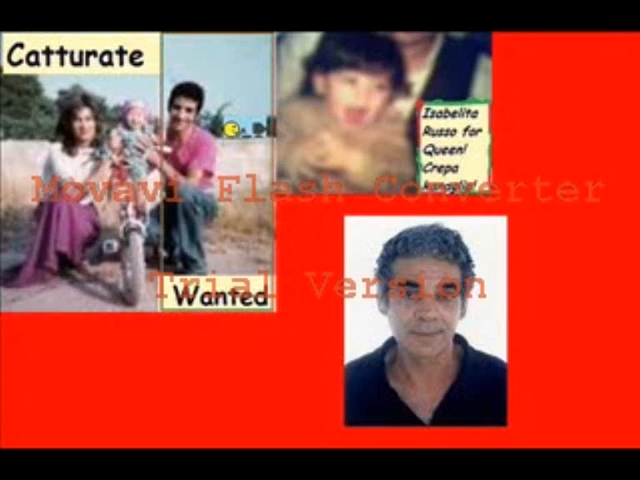 Catturate
Isabelita
Russo for
Queen!
Crepa
Movavi Flash Converter
Trial Version
Wanted